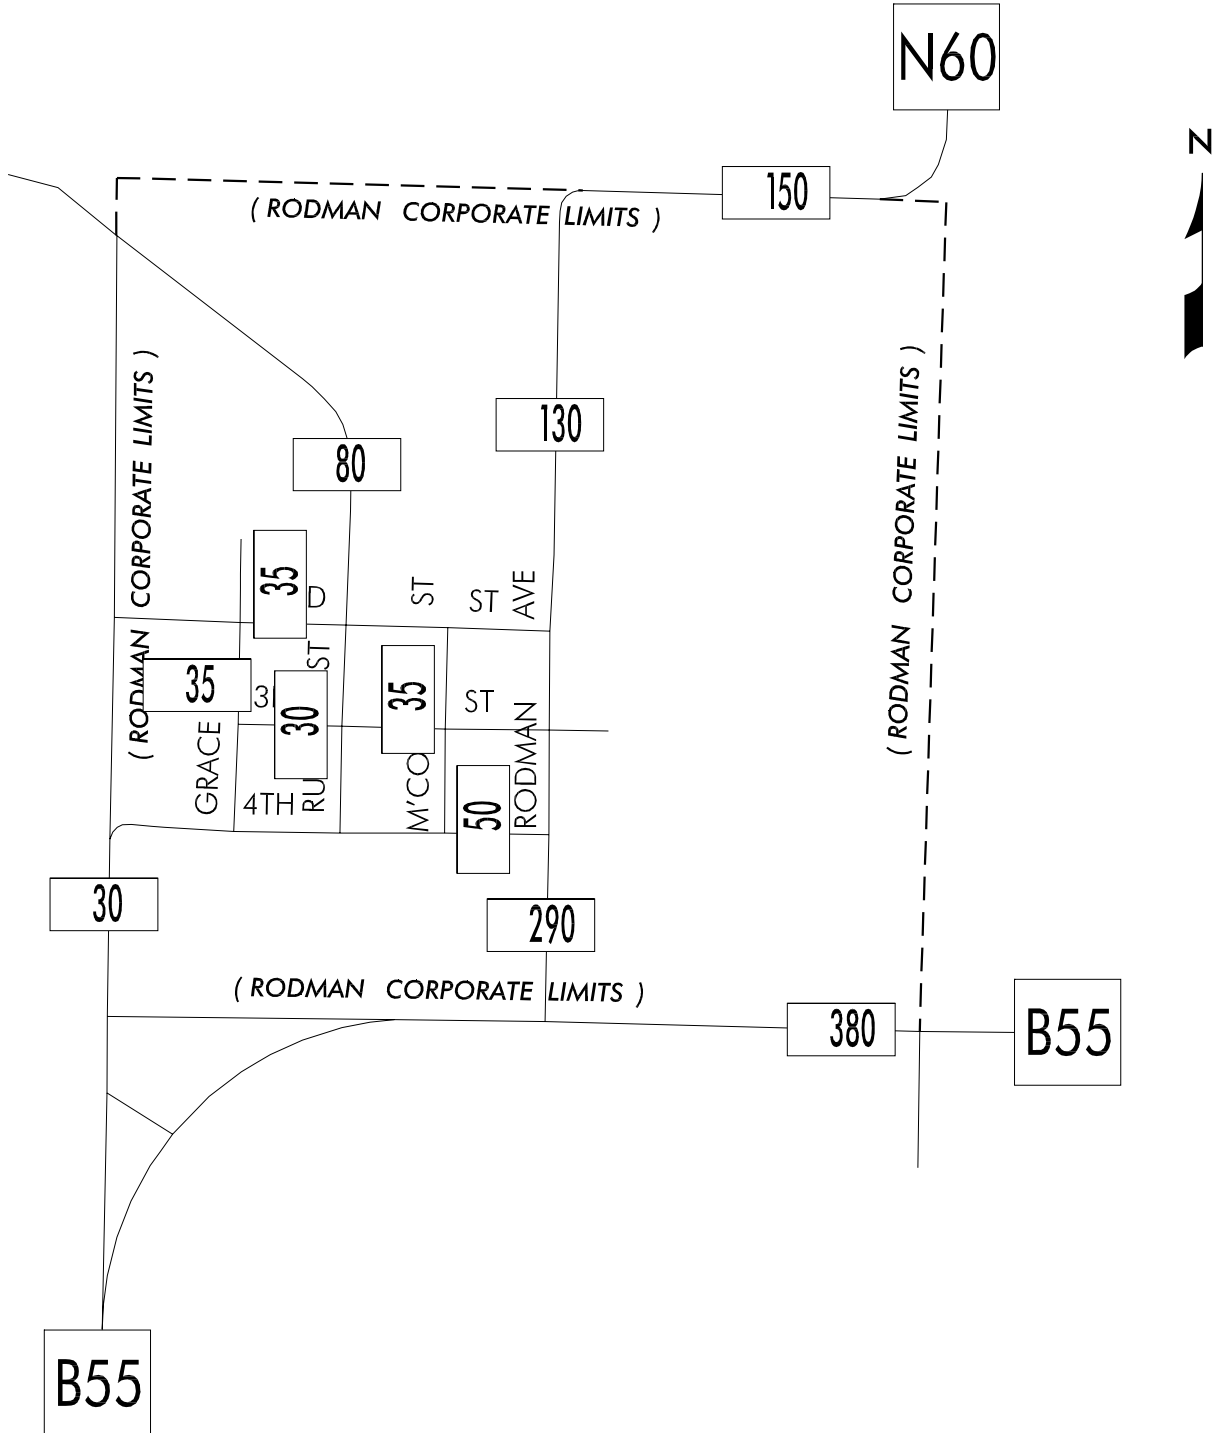 N60
N
150
( RODMAN CORPORATE LIMITS )
130
80
( RODMAN CORPORATE LIMITS )
( RODMAN CORPORATE LIMITS )
35
D
ST
ST
AVE
35
ST
35
30
ST
GRACE
4TH
M'CO
RODMAN
50
30
290
( RODMAN CORPORATE LIMITS )
380
B55
B55